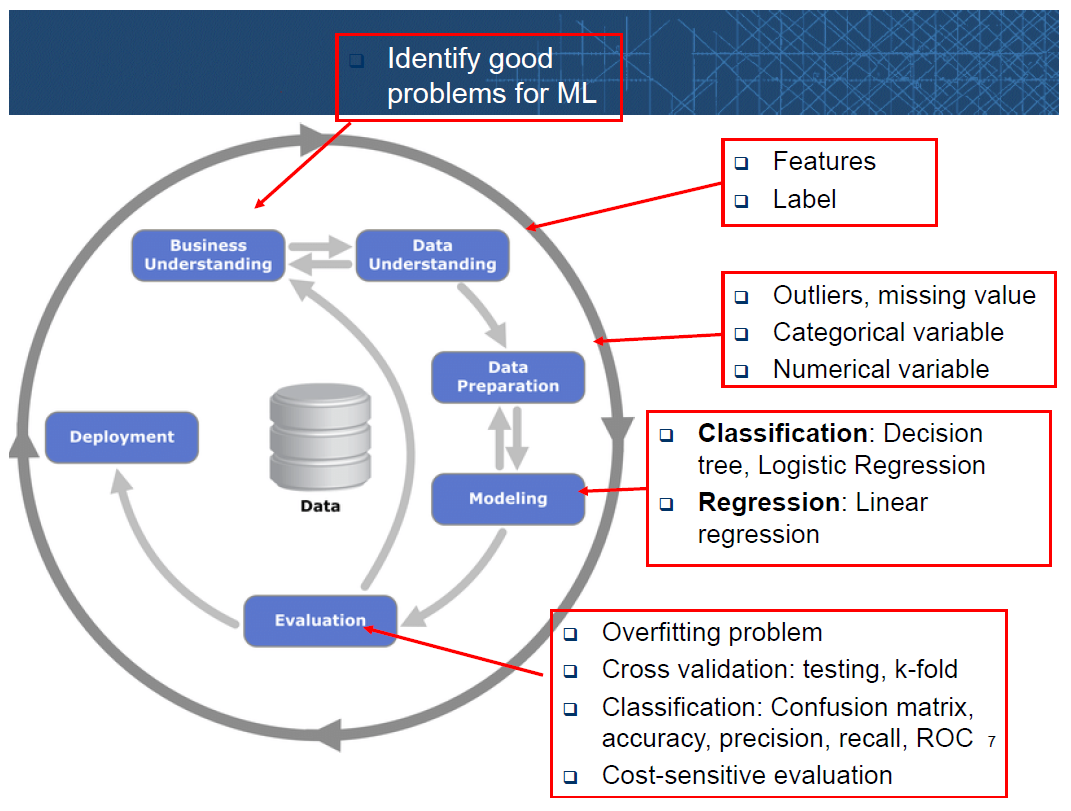 Identify good
problems for ML
Features
Label
Business
Understanding
Data
Understanding
Outliers, missing value
Categorical variable
Numerical variable
Data
Preparation
Classification: Decision
tree, Logistic Regression
Regression: Linear
regression
Deployment
Data
Modeling
Evaluation
Overfitting problem
Cross validation: testing, k-fold
Classification: Confusion matrix,
accuracy, precision, recall, ROC
Cost-sensitive evaluation
7